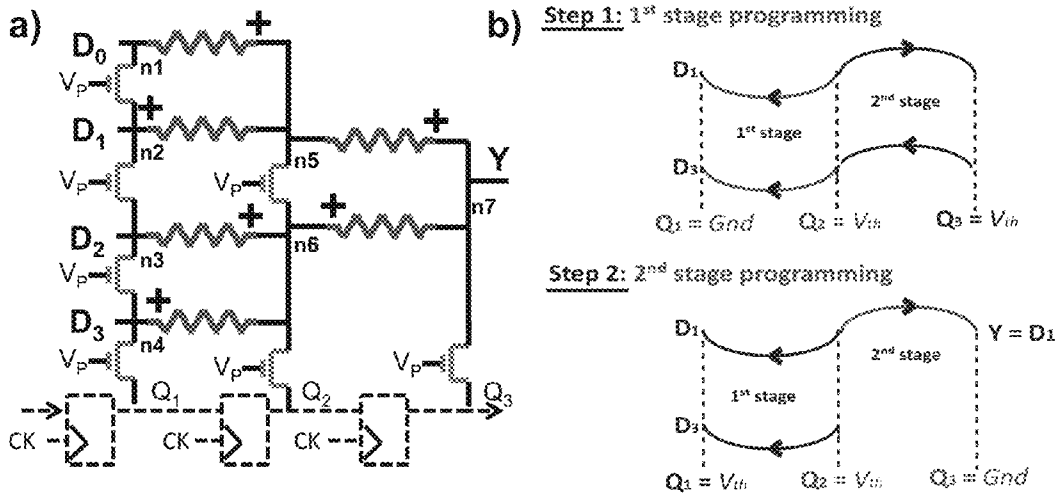 a)
D0
+
n1
VP
+
D1
n2
+
Y
n5
VP
VP
n7
+
+
D2
n6
n3
VP
+
D3
n4
VP
VP
VP
Q1
Q2
Q3
CK
CK
CK
b)
Step 1: 1st stage programming
D1
2nd stage
1st stage
D3
Q1 = Gnd
Q2 = Vth
Q3 = Vth
Step 2: 2nd stage programming
D1
Y = D1
2nd stage
1st stage
D3
Q1 = Vth
Q2 = Vth
Q3 = Gnd